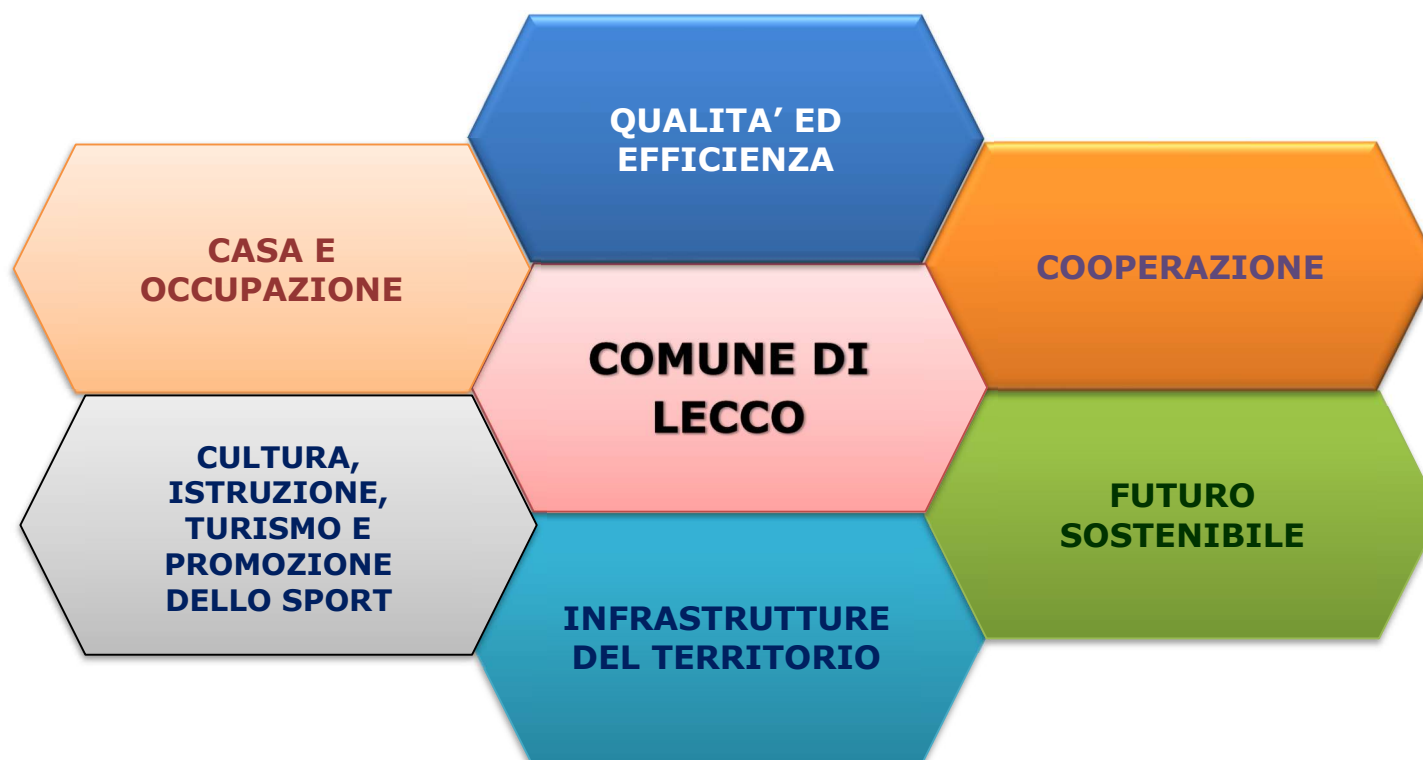 QUALITA’ ED
EFFICIENZA
CASA E
OCCUPAZIONE
COOPERAZIONE
COMUNE DI
LECCO
CULTURA,
ISTRUZIONE,
TURISMO E
PROMOZIONE
DELLO SPORT
FUTURO
SOSTENIBILE
INFRASTRUTTURE
DEL TERRITORIO